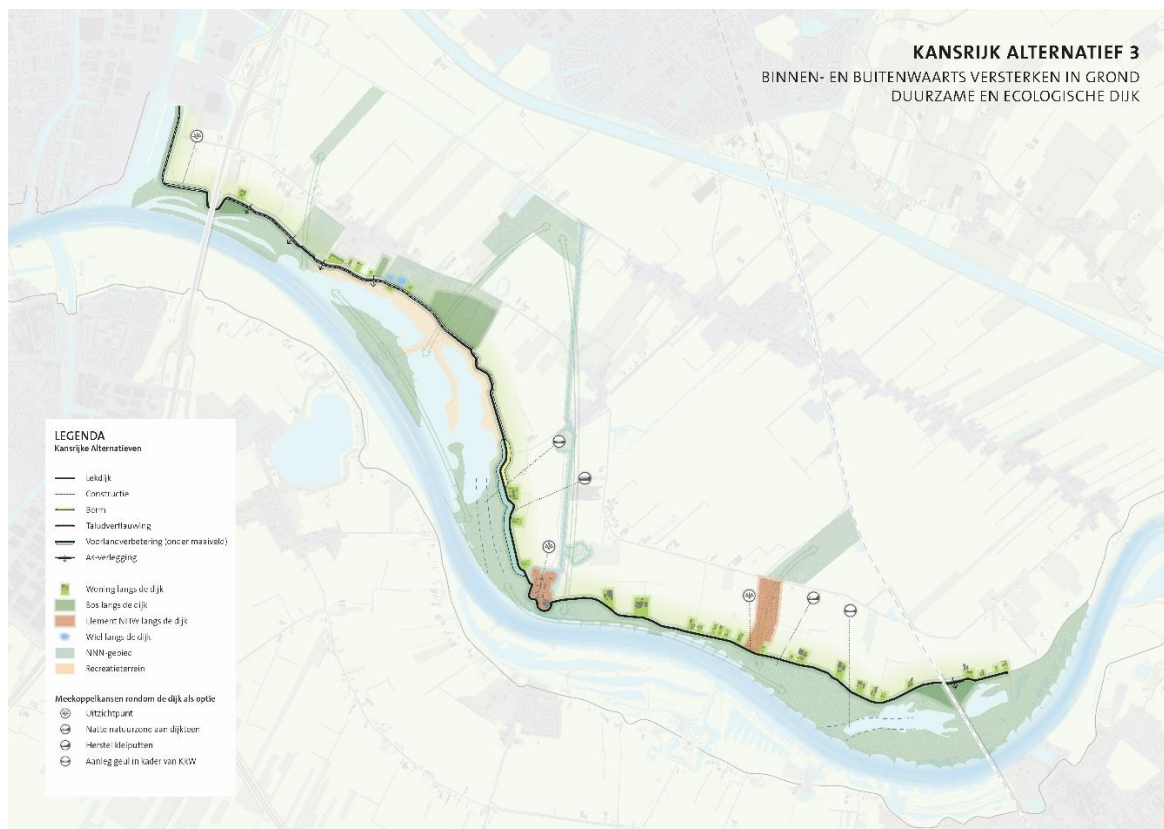 KANSRIJK ALTERNATIEF 3
BINNEN- EN BUITENWAARTS VERSTERKEN IN GROND
DUURZAME EN ECOLOGISCHE DIJK
LEGENDA
Kansrijke Alternatieven
Lekdijk
Constructie
Berm
Taludverflauwing
Voorlandverbetering (onder maaiveld)
As-verlegging
Woning langs de dijk
Bos langs de dijk
Element NHW langs de dijk
Wiel langs de dijk
NNN-gebied
Recreatieterrein
Meekoppelkansen rondom de dijk als optie
Uitzichtpunt
Natte natuurzone aan dijkteen
Herstel kleiputten
Aanleg geul in kader van KRW